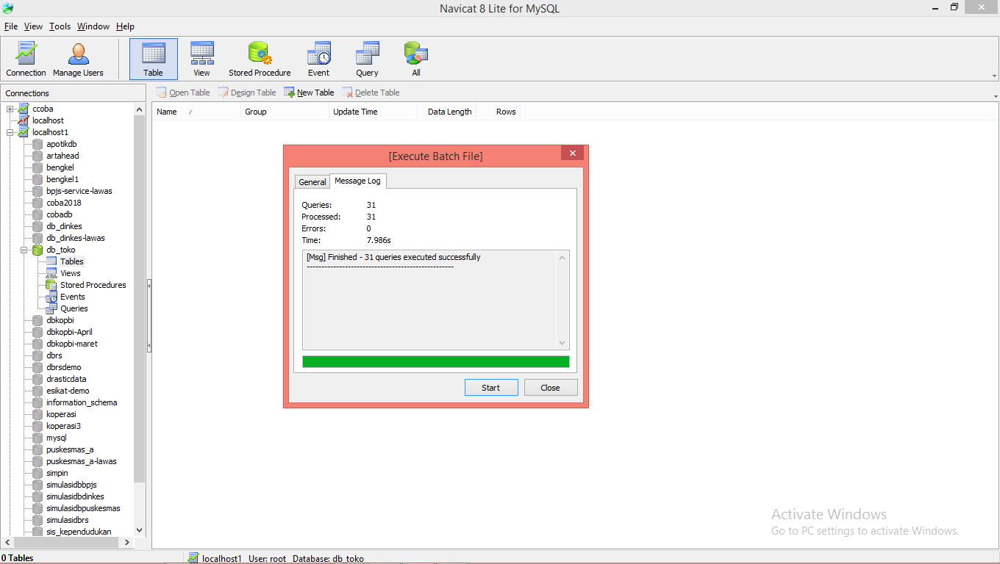 Navicat 8 Lite for MySQL
File View Tools Window Help
Connection Manage Users Table View Stored Procedure Event Query All
Connections
Open Table Design Table New Table Delete Table
Name Group Update Time Data Length Rows
ccoba
localhost
localhost1
apotikdb
artahead
bengkel
bengkel1
bpjs-service-lawas
coba2018
cobadb
db_dinkes
db_dinkes-lawas
db_toko
Tables
Views
Stored Procedures
Events
Queries
dbkopbi
dbkopbi-April
dbkopbi-maret
dbrs
dbrsdemo
drasticdata
esikat-demo
information_schema
koperasi
koperasi3
mysql
puskesmas_a
puskesmas_a-lawas
simpin
simulasidbbpjs
simulasidbdinkes
simulasidbpuskesmas
simulasidbrs
sis_kependudukan
[Execute Batch File]
General Message Log
Queries: 31
Processed: 31
Errors: 0
Time: 7.986s
[Msg] Finished - 31 queries executed successfully
--------------------------------------------------
Start Close
Activate Windows
Go to PC settings to activate Windows.
0 Tables localhost1 User: root Database: db_toko